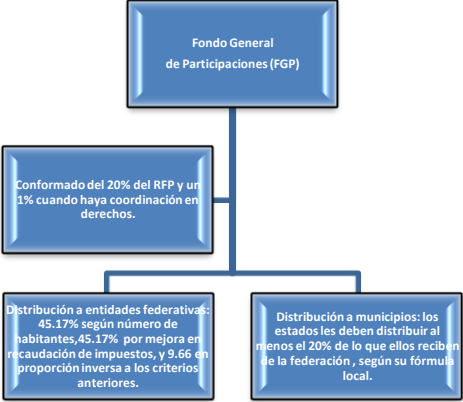 Fondo General
de Participaciones (FGP)
Conformado del 20% del RFP y un
1% cuando haya coordinación en
derechos.
Distribución a entidades federativas:
45.17% según número de
habitantes,45.17% por mejora en
recaudación de impuestos, y 9.66 en
proporción inversa a los criterios
anteriores.
Distribución a municipios: los
estados les deben distribuir al
menos el 20% de lo que ellos reciben
de la federación , según su fórmula
local.